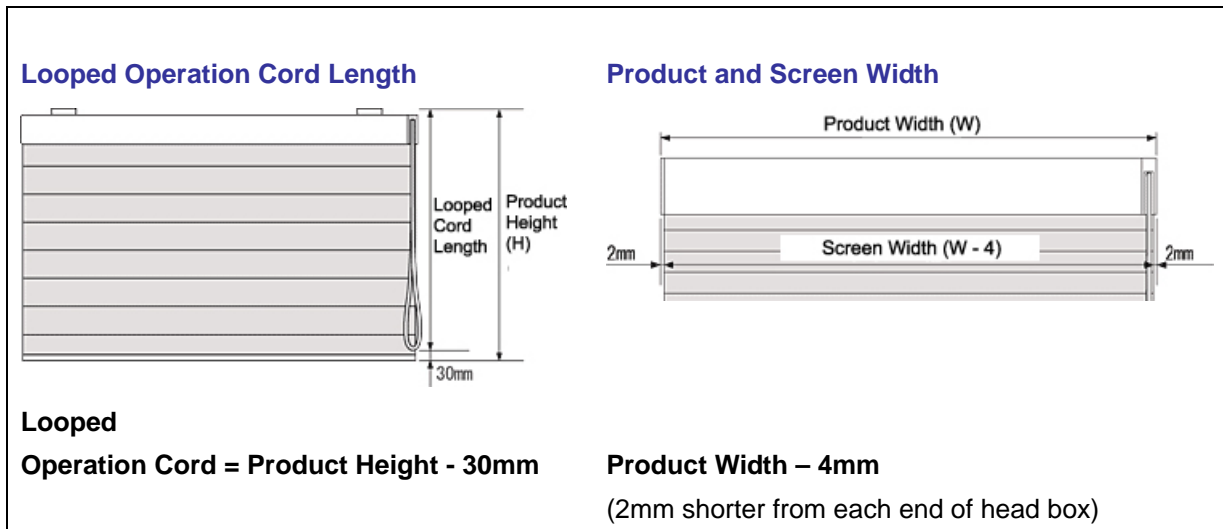 Looped Operation Cord Length
Looped
Cord
Length
Product
Height
(H)
30mm
Looped
Operation Cord = Product Height - 30mm
Product and Screen Width
Product Width (W)
2mm
Screen Width (W - 4)
2mm
Product Width – 4mm
(2mm shorter from each end of head box)